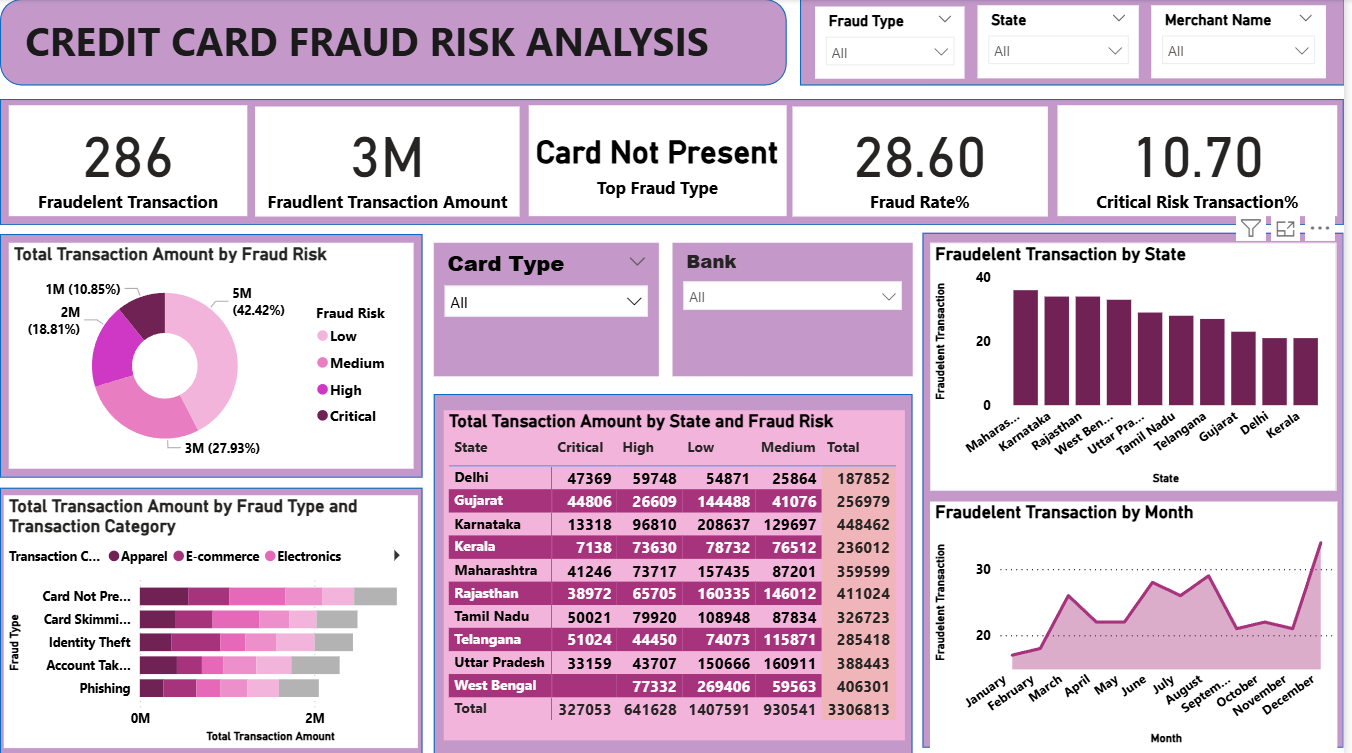 CREDIT CARD FRAUD RISK ANALYSIS
Fraud Type
All
State
All
Merchant Name
All
286
Fraudelent Transaction
3M
Fraudlent Transaction Amount
Card Not Present
Top Fraud Type
28.60
Fraud Rate%
10.70
Critical Risk Transaction%
Total Transaction Amount by Fraud Risk
1M (10.85%)
5M
(42.42%)
2M
(18.81%)
3M (27.93%)
Fraud Risk
Low
Medium
High
Critical
Card Type
All
Bank
All
Fraudelent Transaction by State
Fraudelent Transaction
40
20
0
Maharas...
Karnataka
Rajasthan
West Ben...
Uttar Pra...
Tamil Nadu
Telangana
Gujarat
Delhi
Kerala
State
Total Transaction Amount by Fraud Type and
Transaction Category
Transaction C... Apparel E-commerce Electronics
Fraud Type
Card Not Pre...
Card Skimmi...
Identity Theft
Account Tak...
Phishing
0M 2M
Total Transaction Amount
Total Tansaction Amount by State and Fraud Risk
State Critical High Low Medium Total
Delhi 47369 59748 54871 25864 187852
Gujarat 44806 26609 144488 41076 256979
Karnataka 13318 96810 208637 129697 448462
Kerala 7138 73630 78732 76512 236012
Maharashtra 41246 73717 157435 87201 359599
Rajasthan 38972 65705 160335 146012 411024
Tamil Nadu 50021 79920 108948 87834 326723
Telangana 51024 44450 74073 115871 285418
Uttar Pradesh 33159 43707 150666 160911 388443
West Bengal 77332 269406 59563 406301
Total 327053 641628 1407591 930541 3306813
Fraudelent Transaction by Month
Fraudelent Transaction
30
20
January
February
March
April
May
June
July
August
Septem...
October
November
December
Month